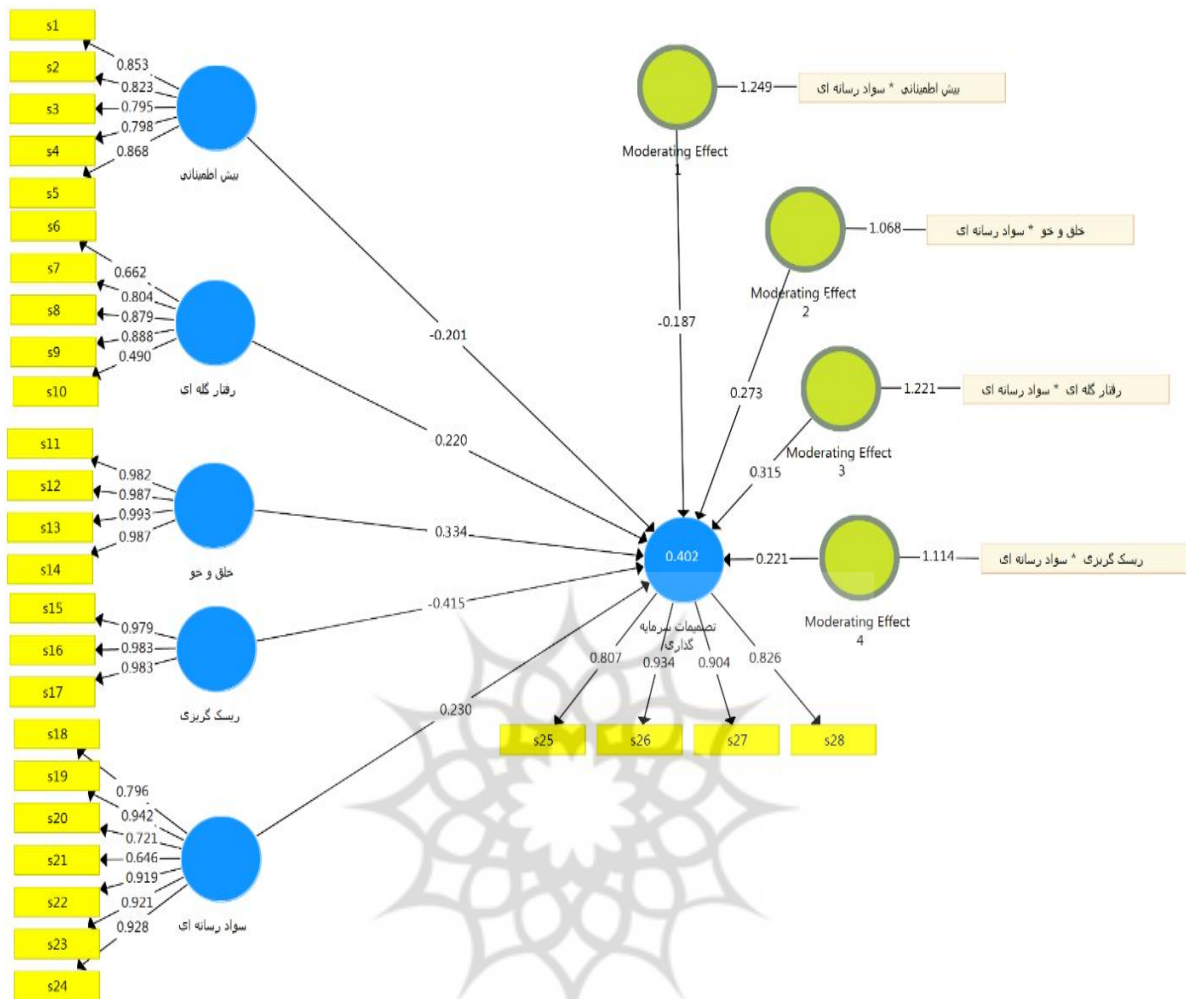 s1
s2
s3
s4
s5
0.853
0.823
0.795
0.798
0.868
بیش اطمینانی
s6
s7
s8
s9
s10
0.662
0.804
0.879
0.888
0.490
رفتار گله ای
s11
s12
s13
s14
0.982
0.987
0.993
0.987
خلق و خو
s15
s16
s17
0.979
0.983
0.983
ریسک گریزی
s18
s19
s20
s21
s22
s23
s24
0.796
0.942
0.721
0.646
0.919
0.921
0.928
سواد رسانه ای
-0.201
0.220
0.334
-0.415
0.230
Moderating Effect
1
1.249
بیش اطمینانی * سواد رسانه ای
-0.187
Moderating Effect
2
1.068
خلق و خو * سواد رسانه ای
0.273
Moderating Effect
3
1.221
رفتار گله ای * سواد رسانه ای
0.315
Moderating Effect
4
1.114
ریسک گریزی * سواد رسانه ای
0.221
0.402
تصمیمات سرمایه
گذاری
0.807
0.934
0.904
0.826
s25
s26
s27
s28